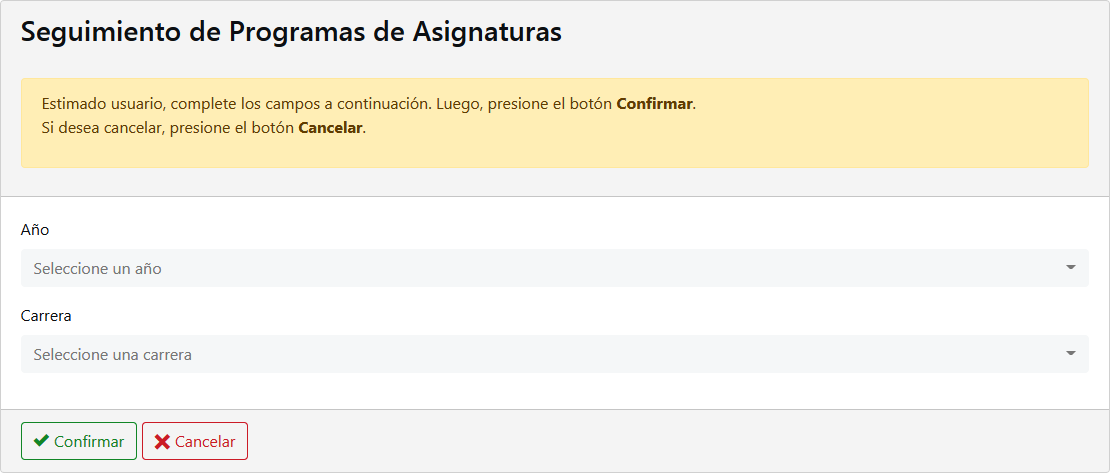 Seguimiento de Programas de Asignaturas
Estimado usuario, complete los campos a continuación. Luego, presione el botón Confirmar.
Si desea cancelar, presione el botón Cancelar.
Año
Seleccione un año
Carrera
Seleccione una carrera
Confirmar Cancelar